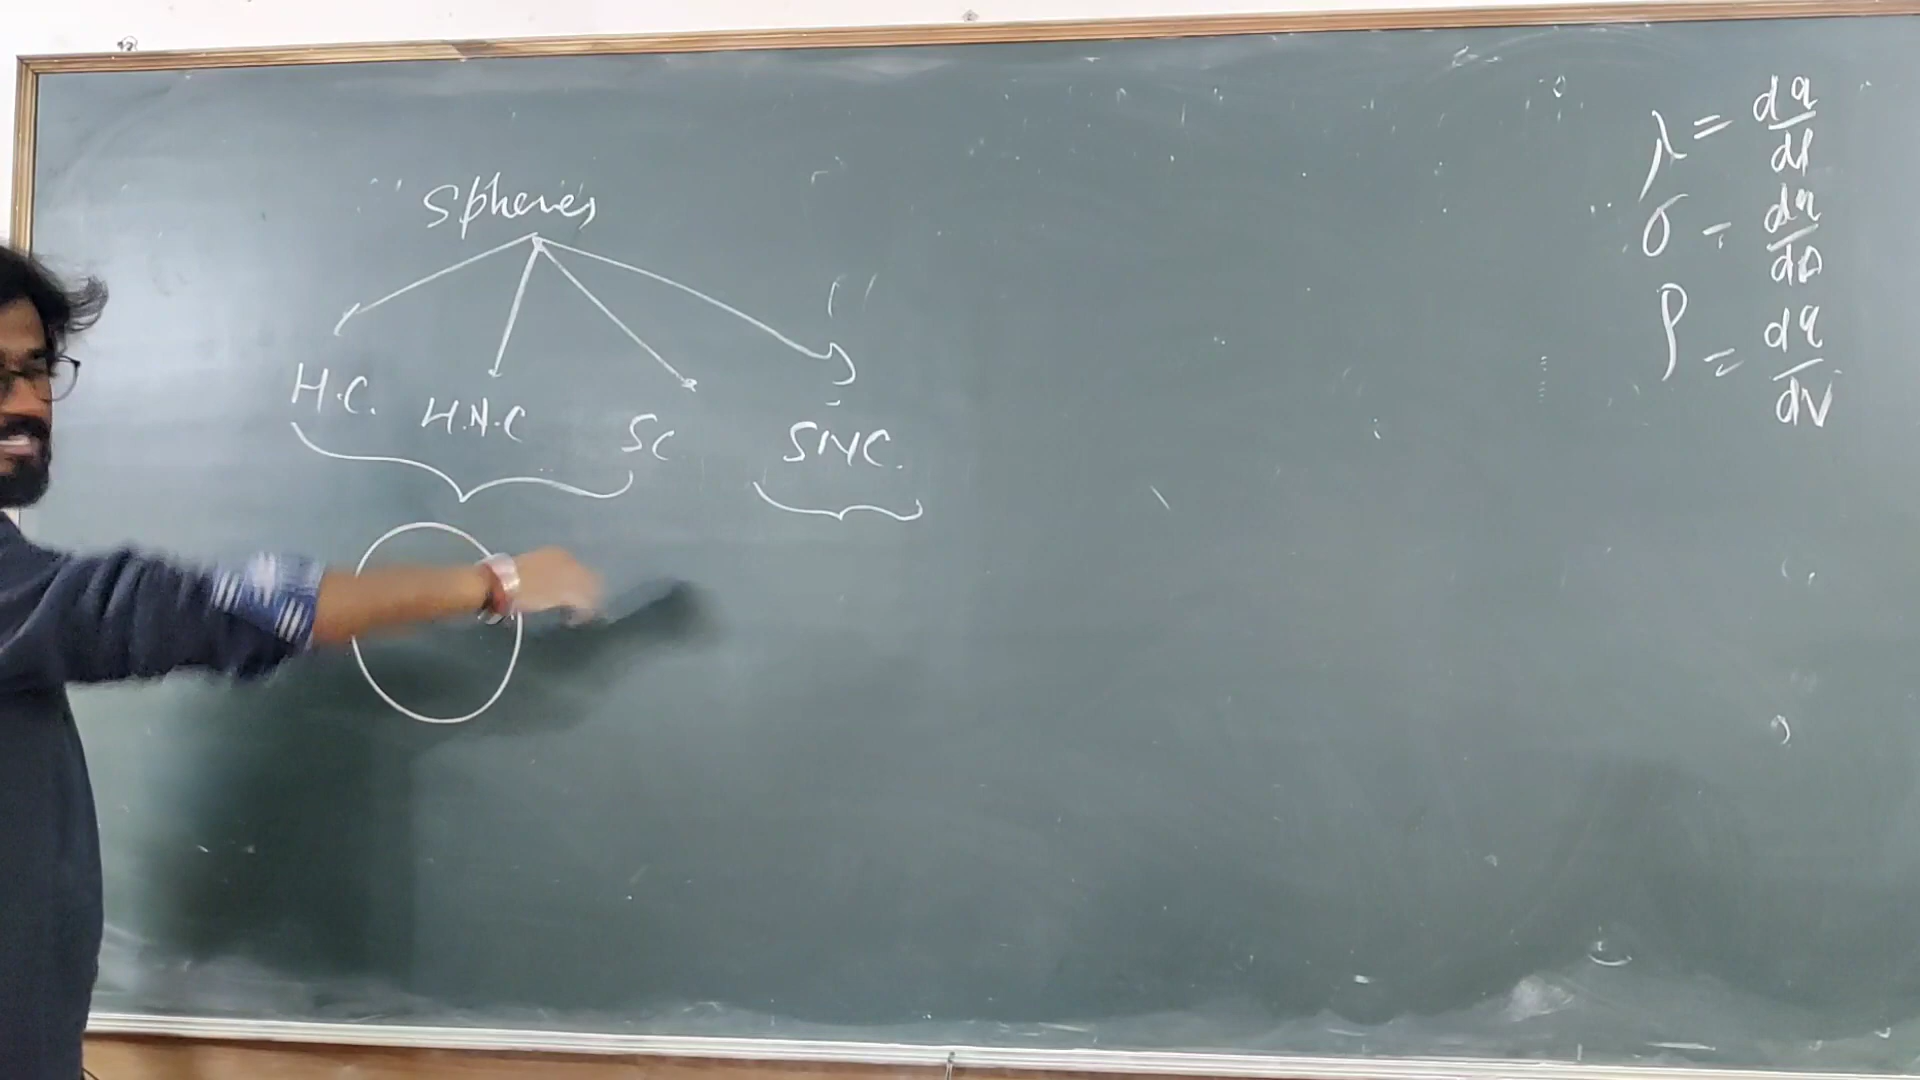 Spheres
H.C. H.N.C SC SNC.
λ = dq/dl
σ = dq/dA
ρ = dq/dV